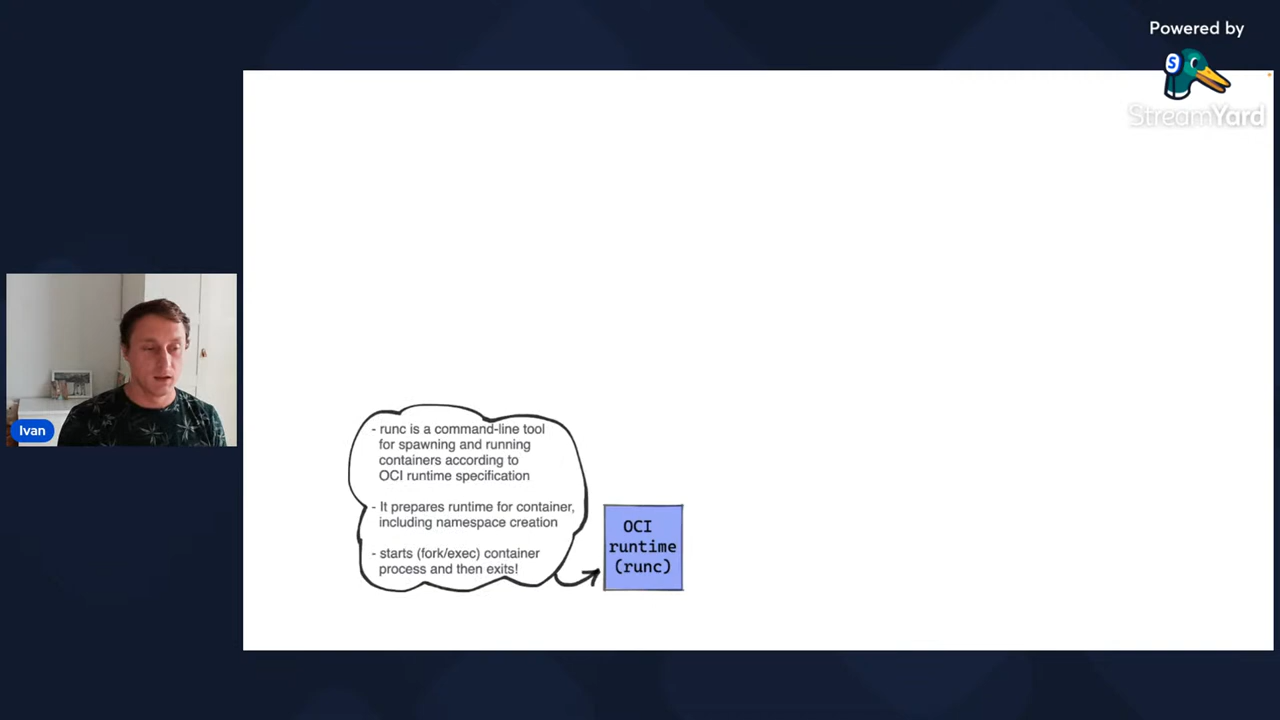 Powered by
S
StreamYard
- runc is a command-line tool
for spawning and running
containers according to
OCI runtime specification
- It prepares runtime for container,
including namespace creation
- starts (fork/exec) container
process and then exits!
OCI
runtime
(runc)
Ivan